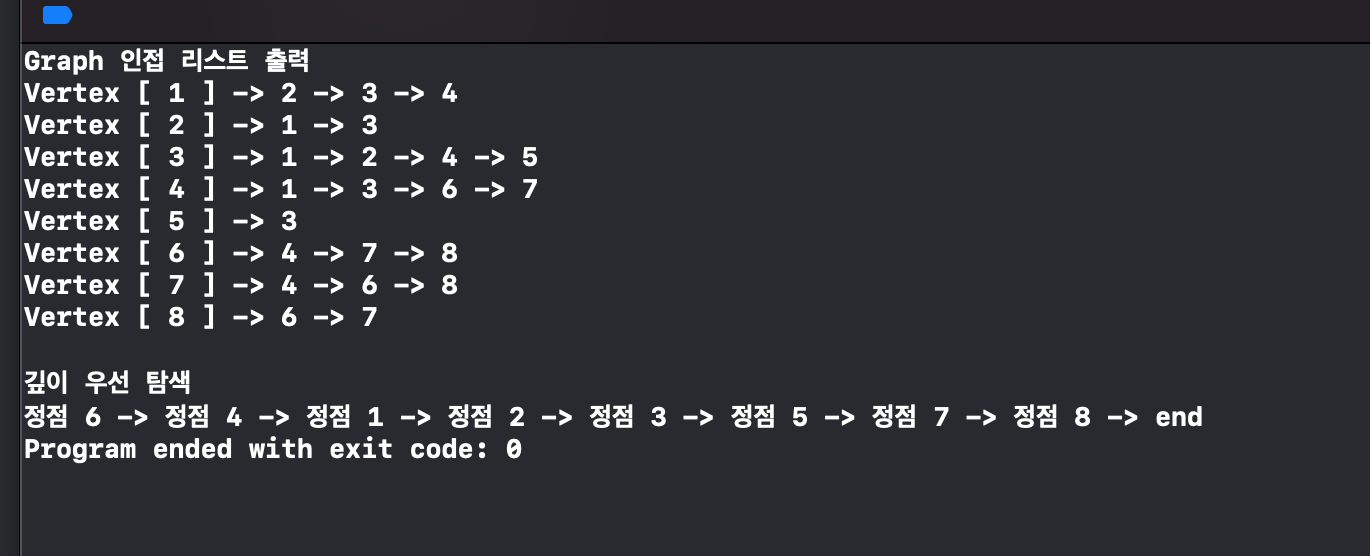 Graph 인접 리스트 출력
Vertex [ 1 ] -> 2 -> 3 -> 4
Vertex [ 2 ] -> 1 -> 3
Vertex [ 3 ] -> 1 -> 2 -> 4 -> 5
Vertex [ 4 ] -> 1 -> 3 -> 6 -> 7
Vertex [ 5 ] -> 3
Vertex [ 6 ] -> 4 -> 7 -> 8
Vertex [ 7 ] -> 4 -> 6 -> 8
Vertex [ 8 ] -> 6 -> 7
깊이 우선 탐색
정점 6 -> 정점 4 -> 정점 1 -> 정점 2 -> 정점 3 -> 정점 5 -> 정점 7 -> 정점 8 -> end
Program ended with exit code: 0